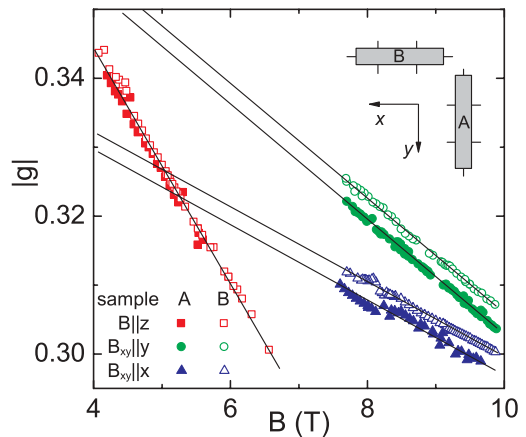 B
A
x
y
0.34
0.32
0.30
|g|
sample A B
B||z
Bxy||y
Bxy||x
4 6 8 10
B (T)